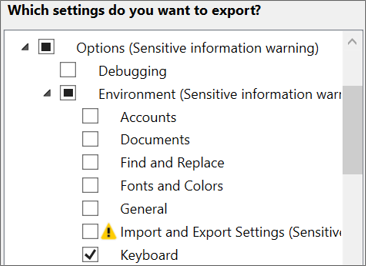 Which settings do you want to export?
Options (Sensitive information warning)
Debugging
Environment (Sensitive information warn
Accounts
Documents
Find and Replace
Fonts and Colors
General
Import and Export Settings (Sensitive
Keyboard